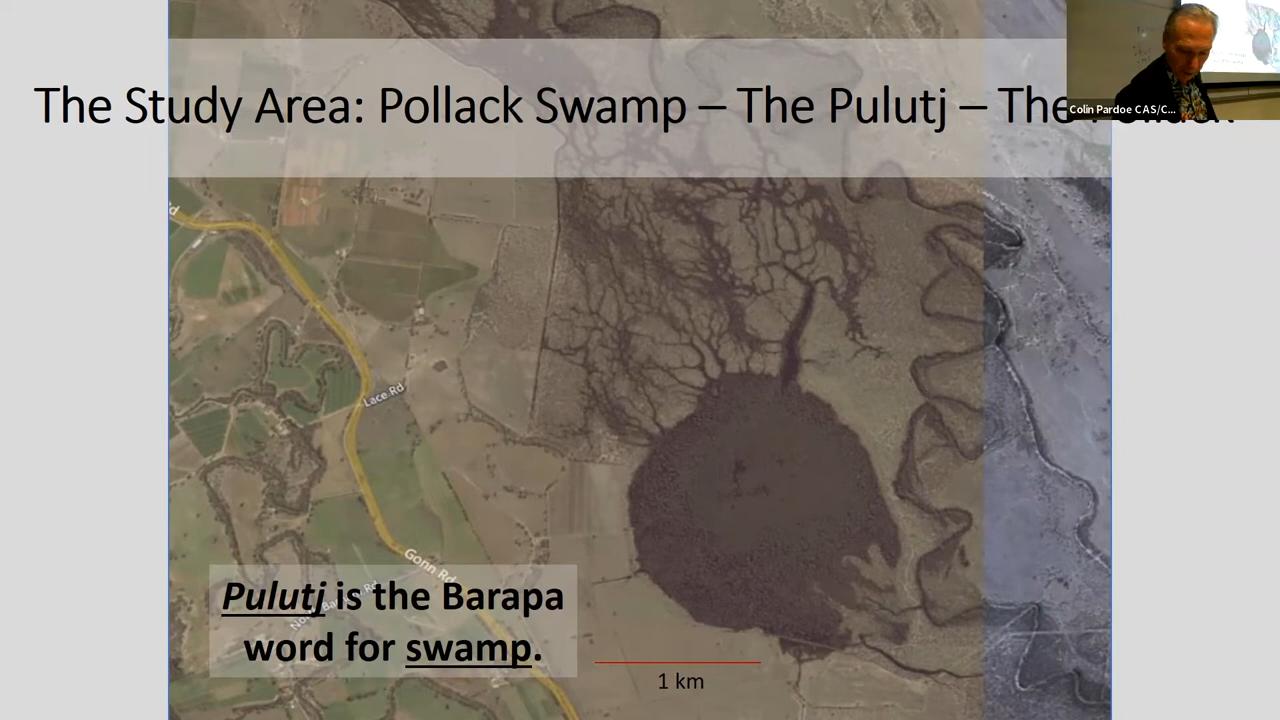 The Study Area: Pollack Swamp – The Pulutj – The
Colin Pardoe CAS/C...
d
Lace Rd
Gonn Rd
Pulutj is the Barapa
word for swamp.
1 km